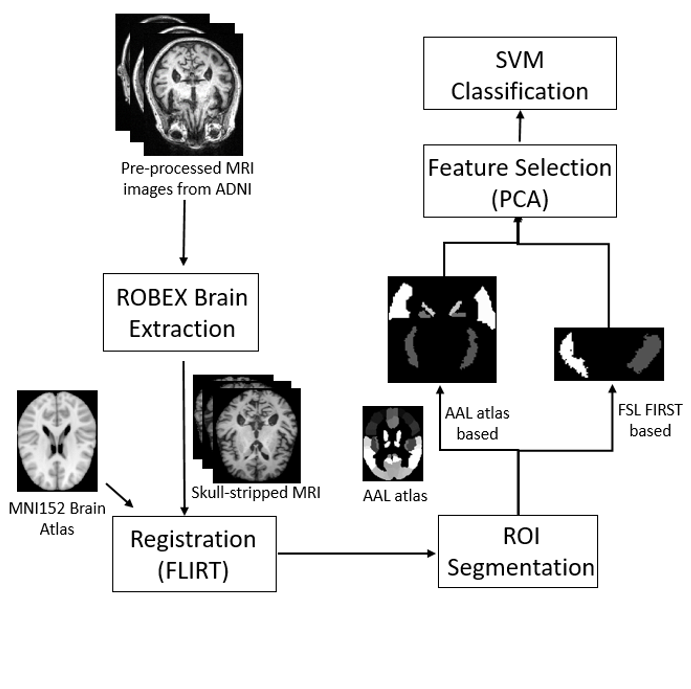 Pre-processed MRI
images from ADNI
ROBEX Brain
Extraction
MNI152 Brain
Atlas
Skull-stripped MRI
Registration
(FLIRT)
ROI
Segmentation
AAL atlas
AAL atlas
based
FSL FIRST
based
Feature Selection
(PCA)
SVM
Classification